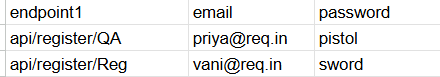 endpoint1 email password
api/register/QA priya@req.in pistol
api/register/Reg vani@req.in sword